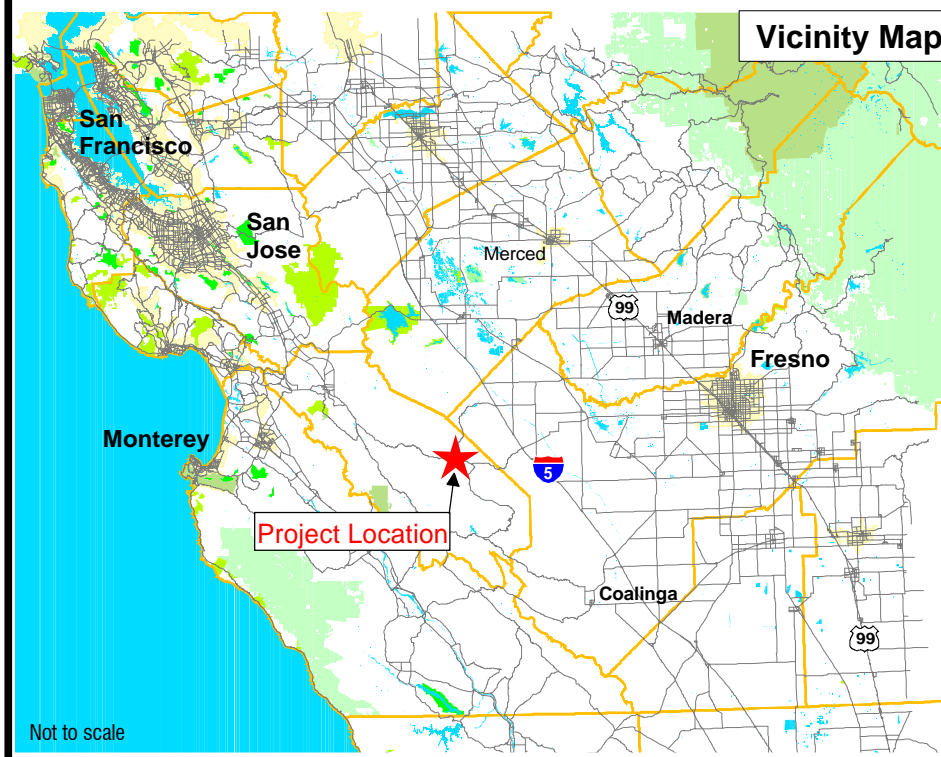 Vicinity Map
San
Francisco
San
Jose
Merced
99
Madera
Fresno
Monterey
5
Project Location
Coalinga
99
Not to scale